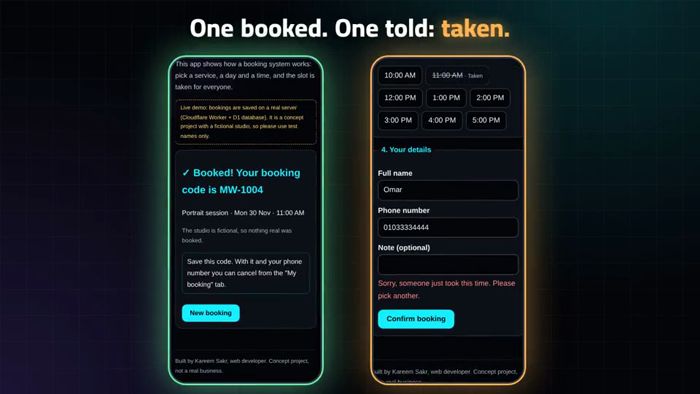 One booked. One told: taken.
This app shows how a booking system works:
pick a service, a day and a time, and the slot is
taken for everyone.
Live demo: bookings are saved on a real server
(Cloudflare Worker + D1 database). It is a concept
project with a fictional studio, so please use test
names only.
✓ Booked! Your booking
code is MW-1004
Portrait session · Mon 30 Nov · 11:00 AM
The studio is fictional, so nothing real was
booked.
Save this code. With it and your phone
number you can cancel from the "My
booking" tab.
New booking
Built by Kareem Sakr, web developer. Concept project,
not a real business.
10:00 AM
11:00 AM · Taken
12:00 PM
1:00 PM
2:00 PM
3:00 PM
4:00 PM
5:00 PM
4. Your details
Full name
Omar
Phone number
01033334444
Note (optional)
Sorry, someone just took this time. Please
pick another.
Confirm booking
uilt by Kareem Sakr, web developer. Concept project,